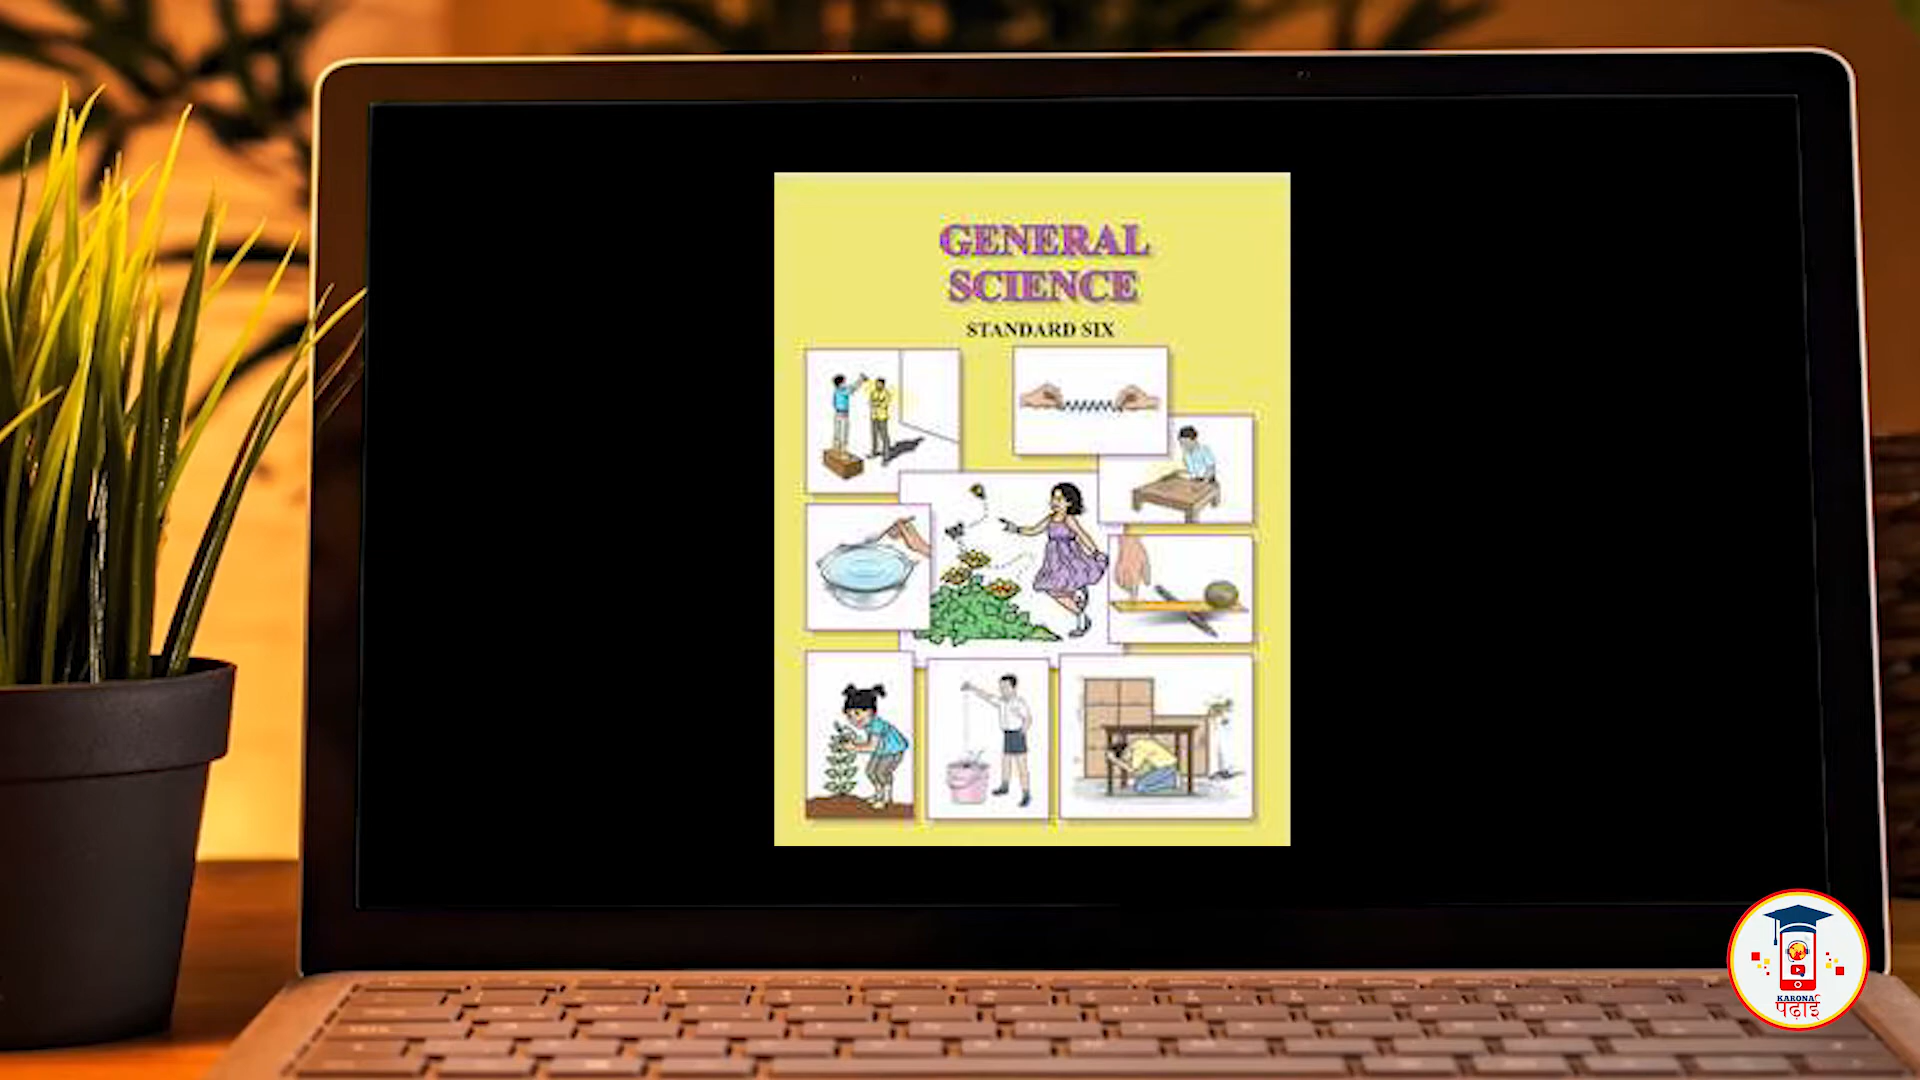 GENERAL
SCIENCE
STANDARD SIX
KARONA
पढ़ाई